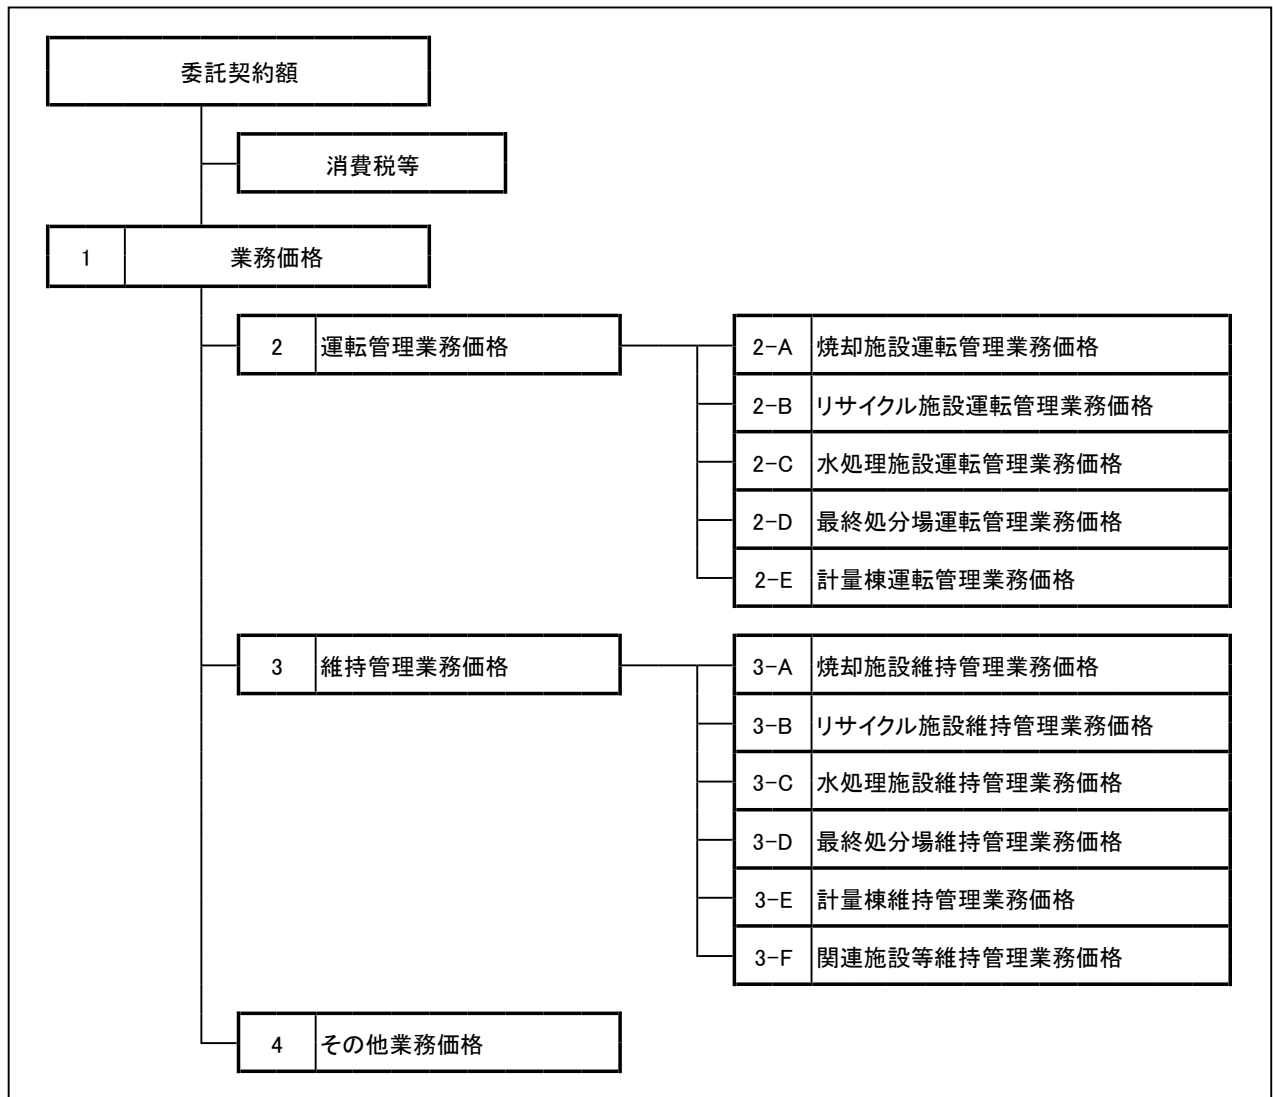 委託契約額
消費税等
1 業務価格
2 運転管理業務価格
2-A 焼却施設運転管理業務価格
2-B リサイクル施設運転管理業務価格
2-C 水処理施設運転管理業務価格
2-D 最終処分場運転管理業務価格
2-E 計量棟運転管理業務価格
3 維持管理業務価格
3-A 焼却施設維持管理業務価格
3-B リサイクル施設維持管理業務価格
3-C 水処理施設維持管理業務価格
3-D 最終処分場維持管理業務価格
3-E 計量棟維持管理業務価格
3-F 関連施設等維持管理業務価格
4 その他業務価格